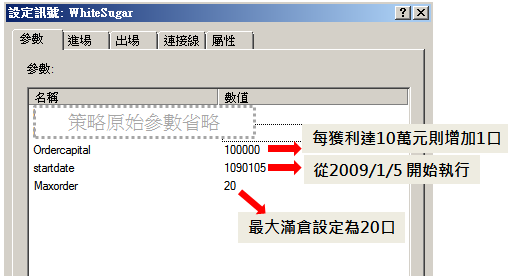 設定訊號: WhiteSugar
參數 進場 出場 連接線 屬性
參數:
名稱 數值
策略原始參數省略
Ordercapital 100000 每獲利達10萬元則增加1口
startdate 1090105 從2009/1/5 開始執行
Maxorder 20
最大滿倉設定為20口